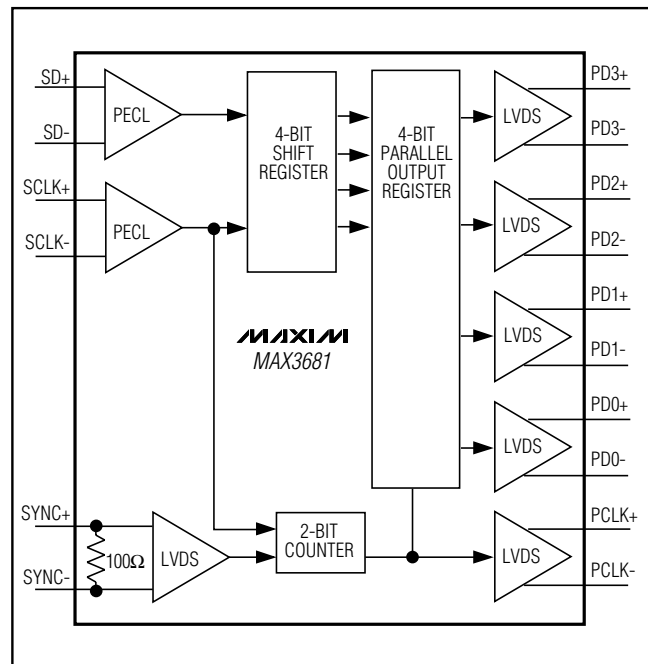 SD+
SD-
SCLK+
SCLK-
PECL
PECL
4-BIT
SHIFT
REGISTER
4-BIT
PARALLEL
OUTPUT
REGISTER
LVDS
PD3+
PD3-
LVDS
PD2+
PD2-
MAXIM
MAX3681
LVDS
PD1+
PD1-
LVDS
PD0+
PD0-
SYNC+
SYNC-
100Ω
LVDS
2-BIT
COUNTER
LVDS
PCLK+
PCLK-